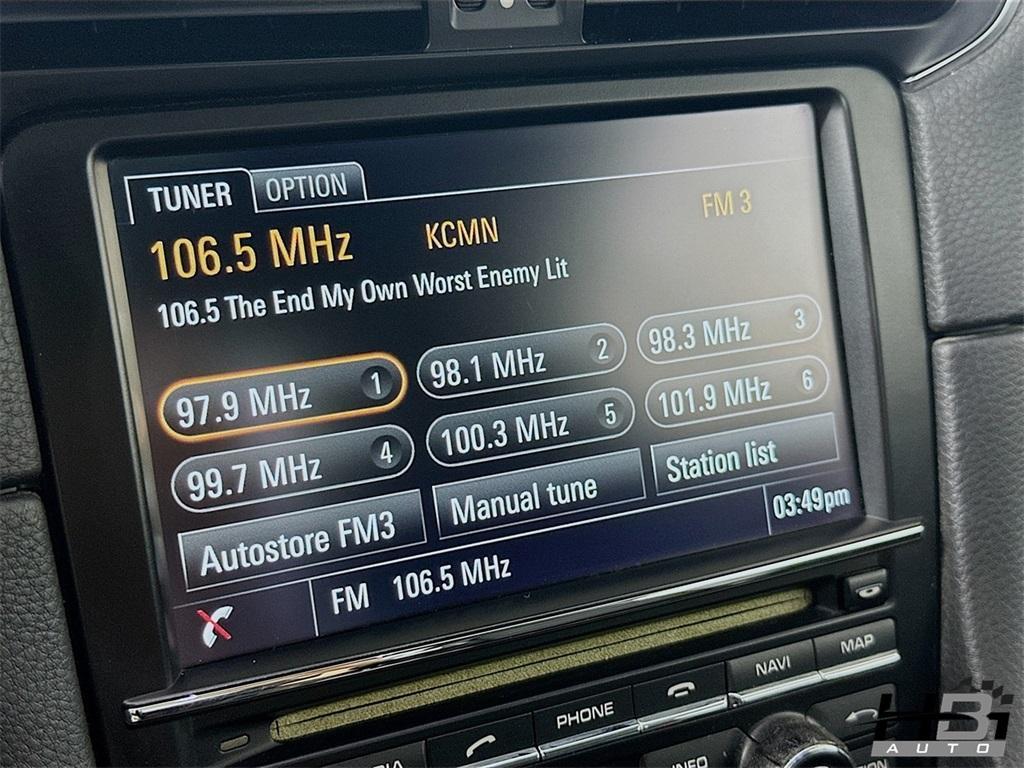 TUNER OPTION
106.5 MHz KCMN FM 3
106.5 The End My Own Worst Enemy Lit
97.9 MHz 1 98.1 MHz 2 98.3 MHz 3
99.7 MHz 4 100.3 MHz 5 101.9 MHz 6
Autostore FM3 Manual tune Station list
FM 106.5 MHz 03:49pm
PHONE NAVI MAP
INFO
HBI
AUTO